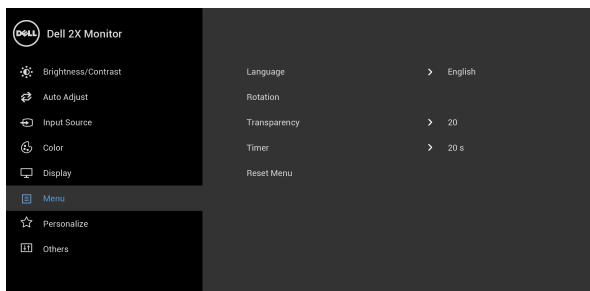 DELL Dell 2X Monitor
Brightness/Contrast
Auto Adjust
Input Source
Color
Display
Menu
Personalize
Others
Language English
Rotation
Transparency 20
Timer 20 s
Reset Menu